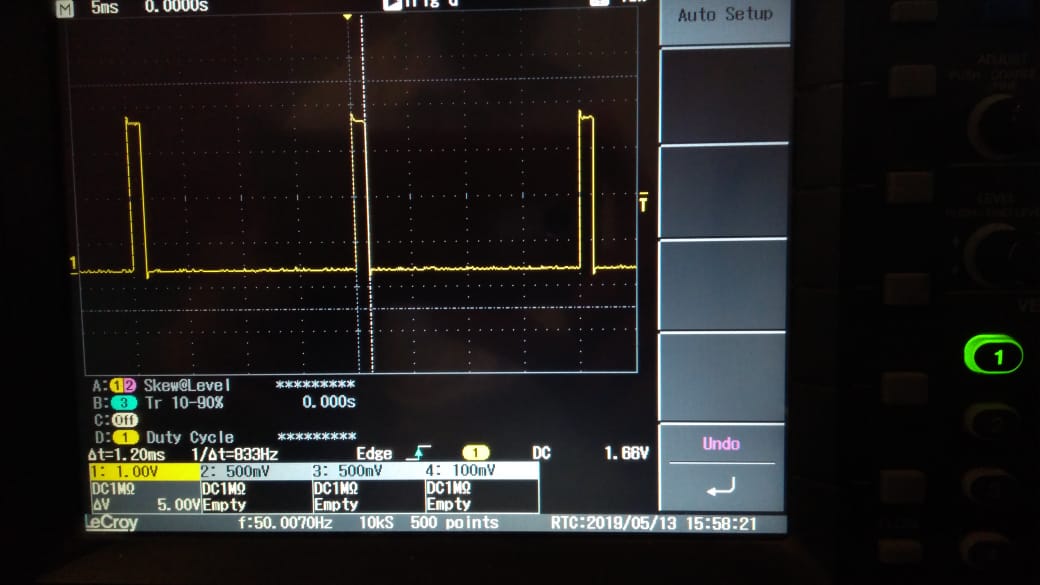 M 5ms 0.0000s
Auto Setup
1
T
A: 1 2 Skew@Level *********
B: 3 Tr 10-90% 0.000s
C: Off
D: 1 Duty Cycle *********
Δt=1.20ms 1/Δt=833Hz Edge 1 DC 1.66V
1: 1.00V 2: 500mV 3: 500mV 4: 100mV
DC1MΩ DC1MΩ DC1MΩ DC1MΩ
ΔV 5.00V Empty Empty Empty
LeCroy f:50.0070Hz 10kS 500 points RTC:2019/05/13 15:58:21
Undo
1
2